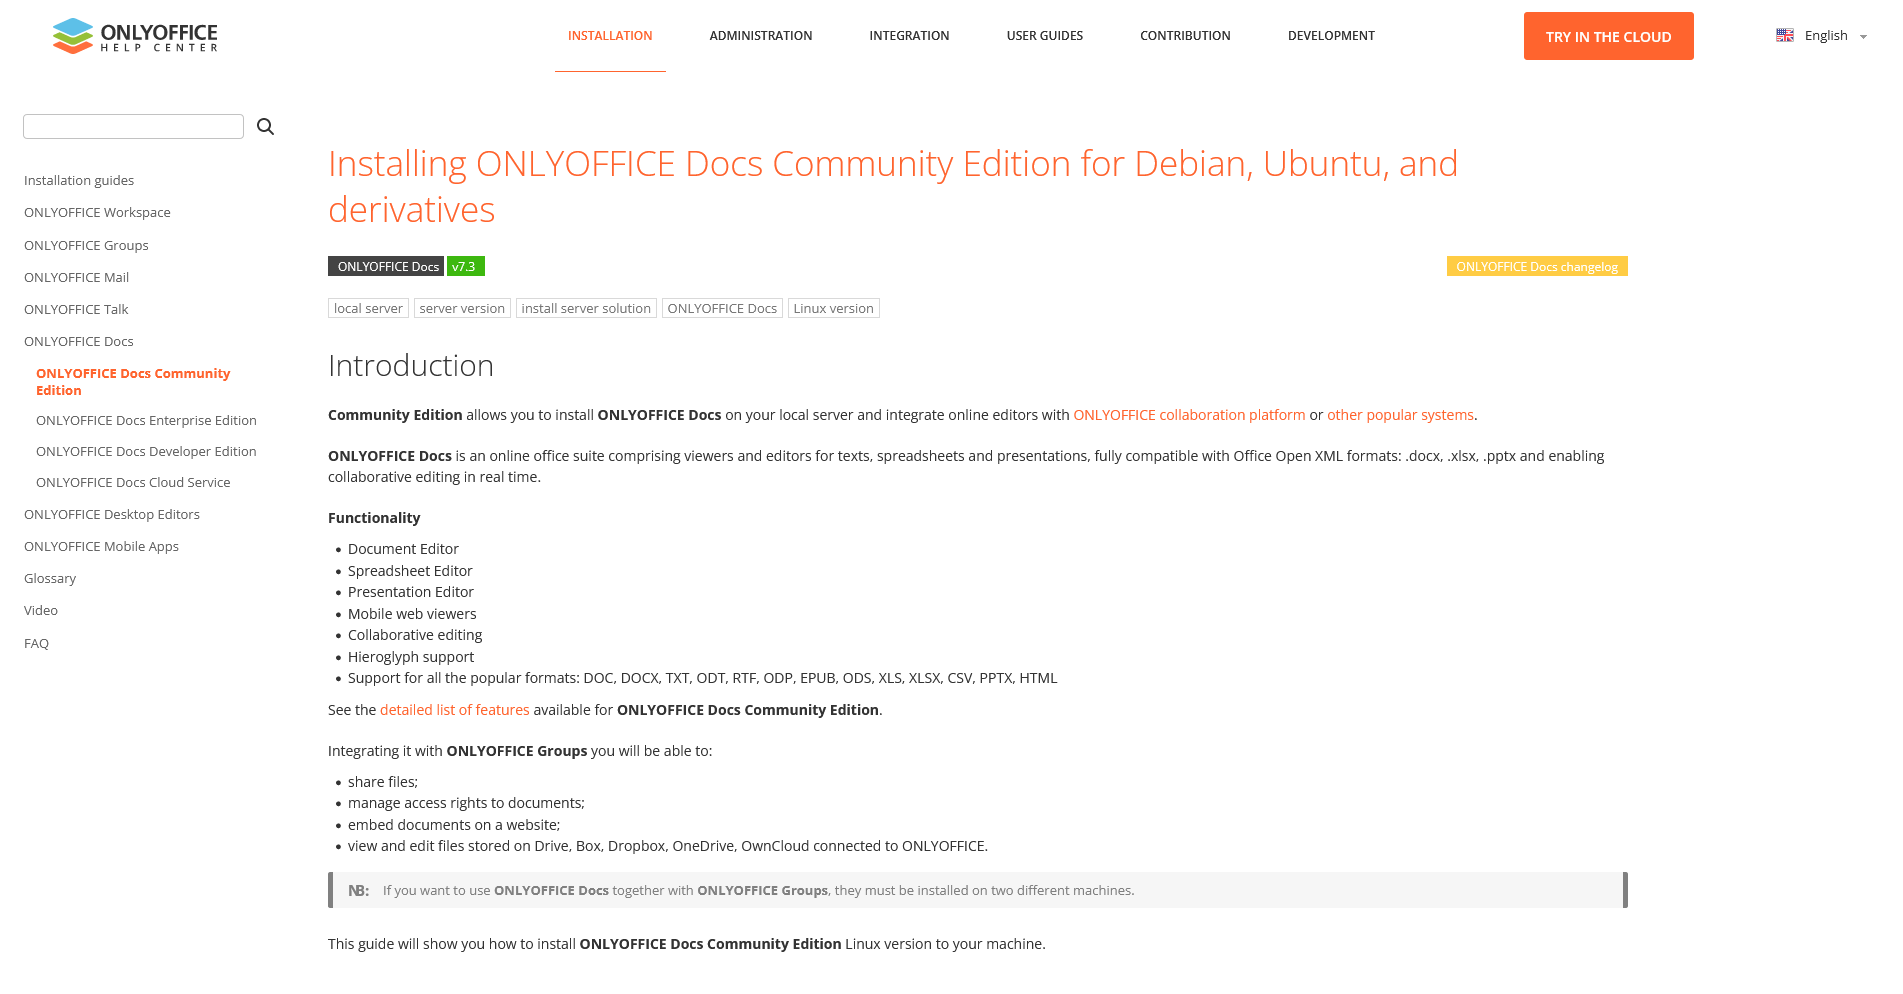 ONLYOFFICE
HELP CENTER
INSTALLATION
ADMINISTRATION
INTEGRATION
USER GUIDES
CONTRIBUTION
DEVELOPMENT
TRY IN THE CLOUD
English
Installation guides
ONLYOFFICE Workspace
ONLYOFFICE Groups
ONLYOFFICE Mail
ONLYOFFICE Talk
ONLYOFFICE Docs
ONLYOFFICE Docs Community
Edition
ONLYOFFICE Docs Enterprise Edition
ONLYOFFICE Docs Developer Edition
ONLYOFFICE Docs Cloud Service
ONLYOFFICE Desktop Editors
ONLYOFFICE Mobile Apps
Glossary
Video
FAQ
Installing ONLYOFFICE Docs Community Edition for Debian, Ubuntu, and
derivatives
ONLYOFFICE Docs v7.3
ONLYOFFICE Docs changelog
local server server version install server solution ONLYOFFICE Docs Linux version
Introduction
Community Edition allows you to install ONLYOFFICE Docs on your local server and integrate online editors with ONLYOFFICE collaboration platform or other popular systems.
ONLYOFFICE Docs is an online office suite comprising viewers and editors for texts, spreadsheets and presentations, fully compatible with Office Open XML formats: .docx, .xlsx, .pptx and enabling
collaborative editing in real time.
Functionality
• Document Editor
• Spreadsheet Editor
• Presentation Editor
• Mobile web viewers
• Collaborative editing
• Hieroglyph support
• Support for all the popular formats: DOC, DOCX, TXT, ODT, RTF, ODP, EPUB, ODS, XLS, XLSX, CSV, PPTX, HTML
See the detailed list of features available for ONLYOFFICE Docs Community Edition.
Integrating it with ONLYOFFICE Groups you will be able to:
• share files;
• manage access rights to documents;
• embed documents on a website;
• view and edit files stored on Drive, Box, Dropbox, OneDrive, OwnCloud connected to ONLYOFFICE.
NB: If you want to use ONLYOFFICE Docs together with ONLYOFFICE Groups, they must be installed on two different machines.
This guide will show you how to install ONLYOFFICE Docs Community Edition Linux version to your machine.